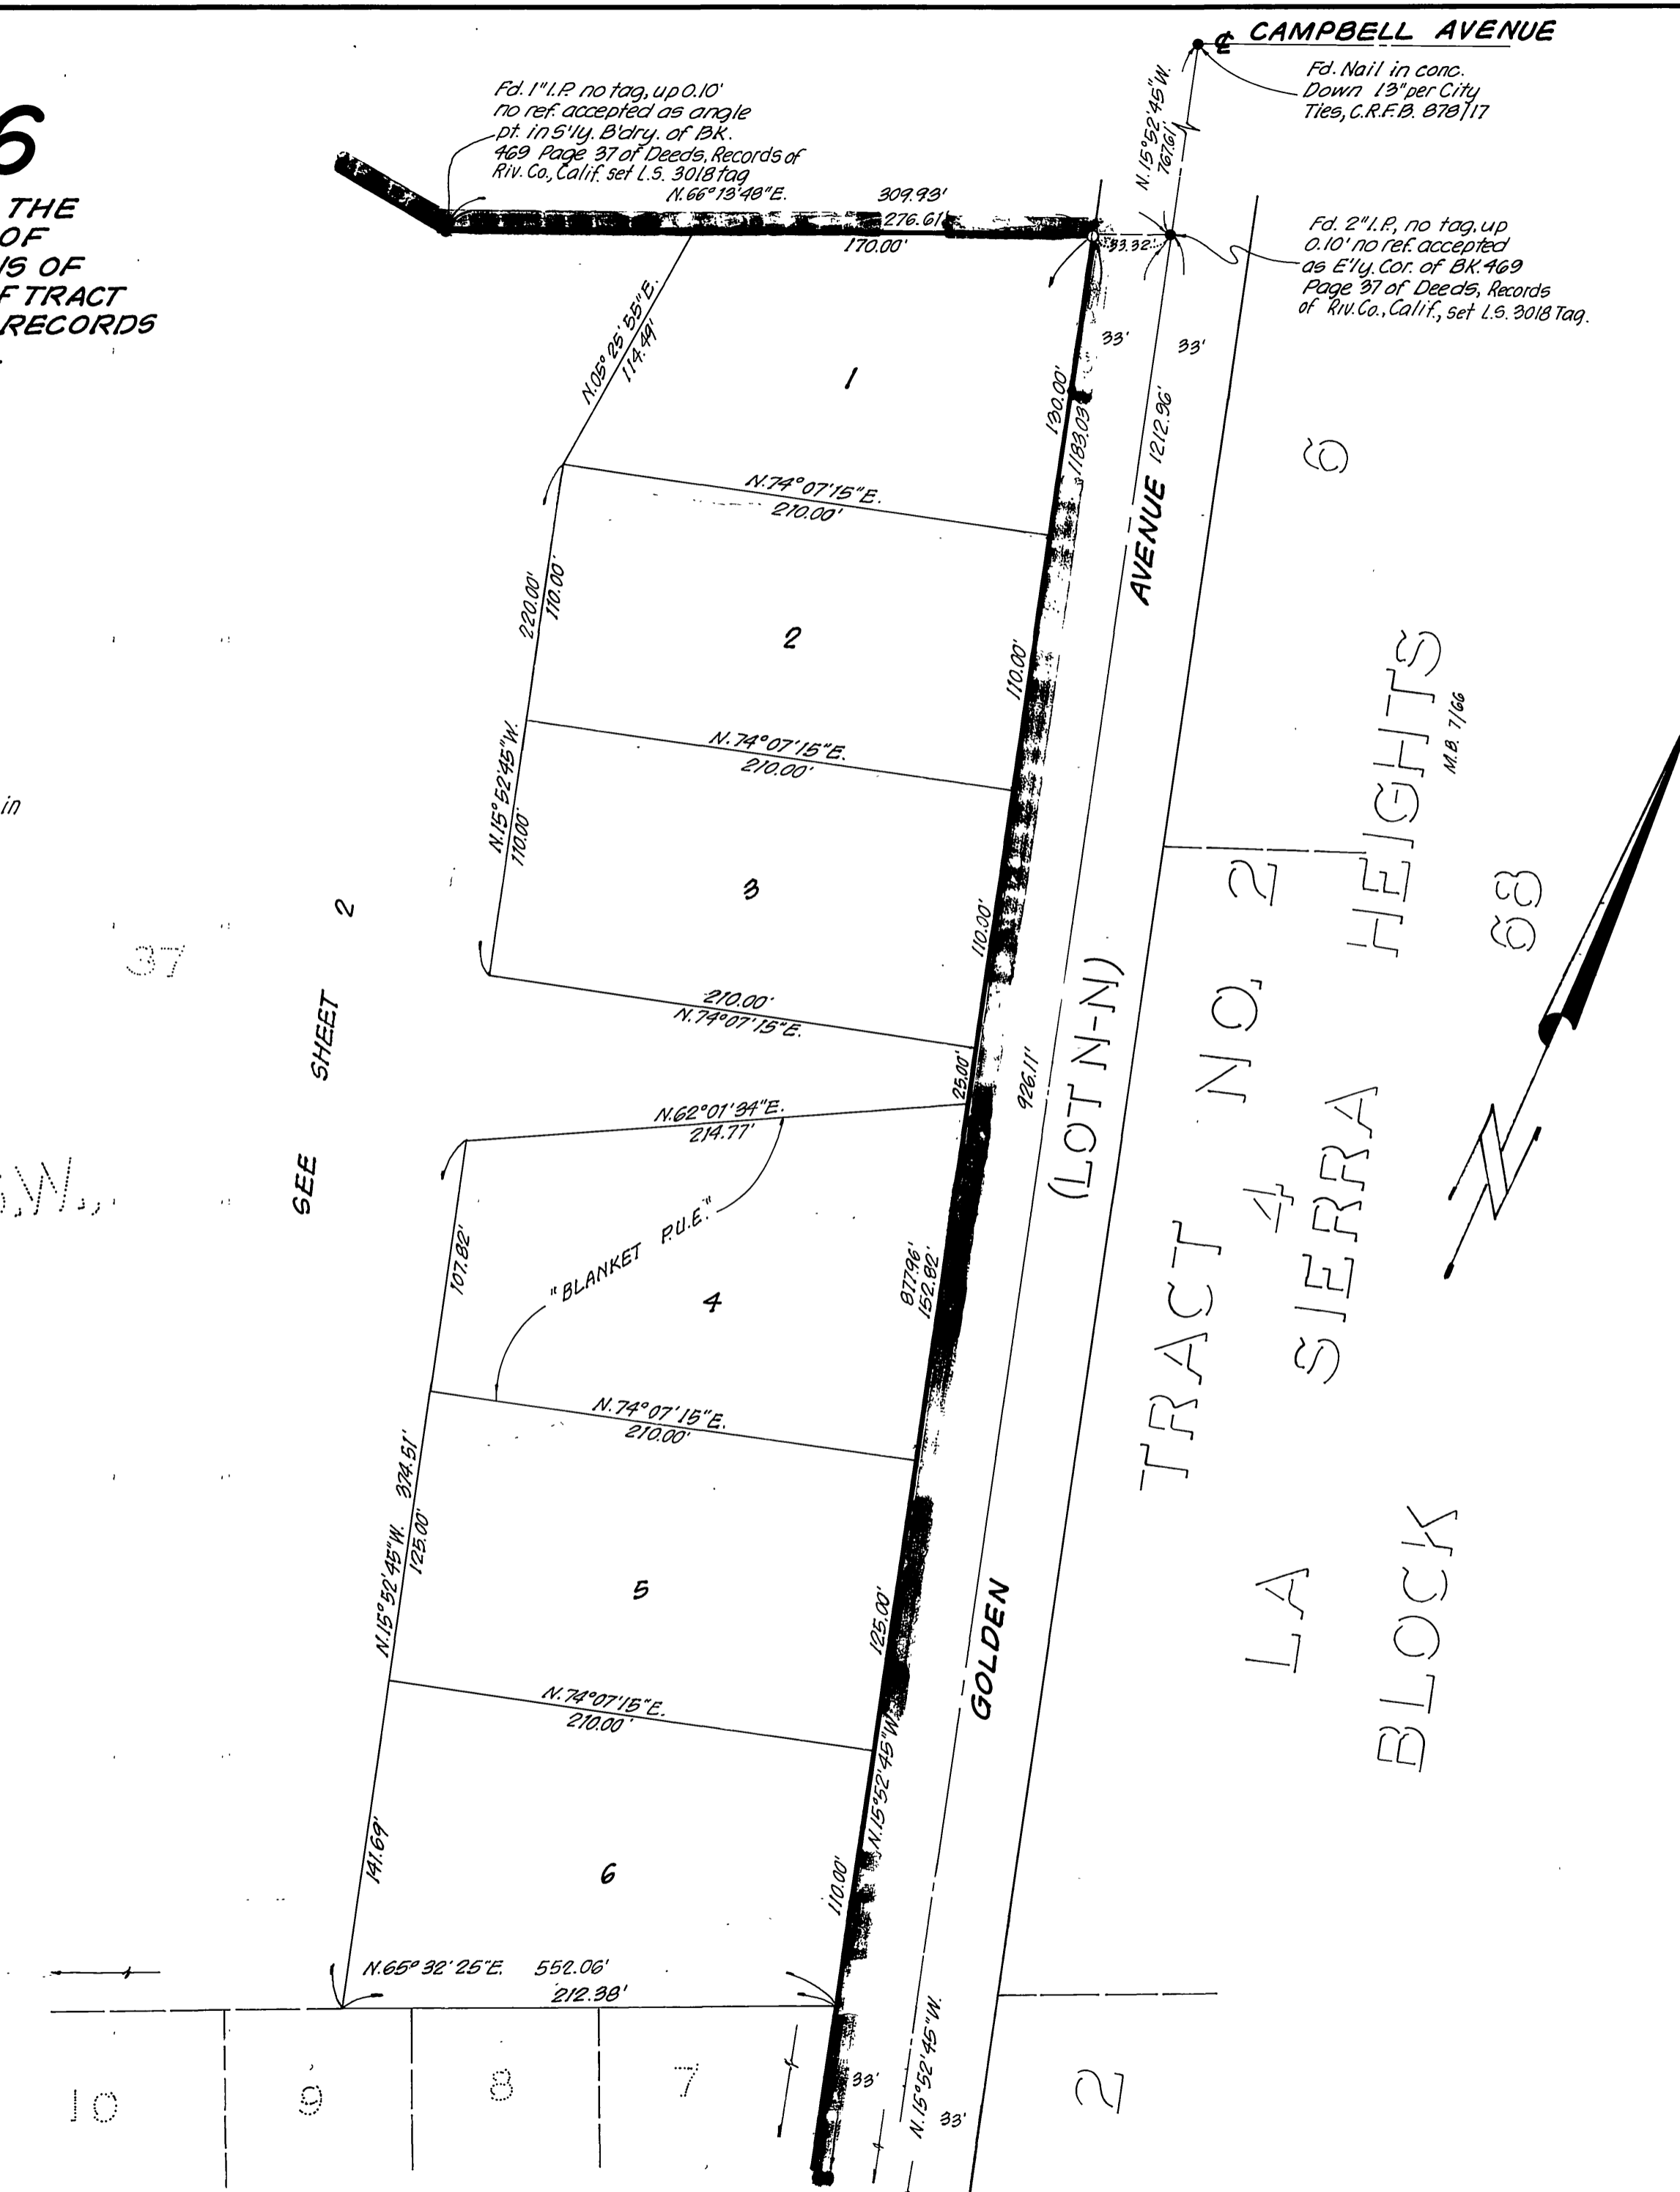 CAMPBELL AVENUE
Fd. Nail in conc.
Down 13" per City
Ties, C.R.F.B. 878/17
N.15°52'45"W.
767.61'
6
THE
OF
OF
F TRACT
RECORDS
Fd. 1" I.P. no tag, up 0.10'
no ref. accepted as angle
pt. in S'ly. B'dry. of BK.
469 Page 37 of Deeds, Records of
Riv. Co., Calif. set L.S. 3018 tag
N.66°13'48"E. 309.93'
276.61'
170.00'
33.32'
Fd. 2" I.P., no tag, up
0.10' no ref. accepted
as E'ly. Cor. of BK. 469
Page 37 of Deeds, Records
of Riv. Co., Calif., set L.S. 3018 Tag.
33'
33'
N.05°25'55"E.
114.49'
1
130.00'
1183.03'
AVENUE 1212.96'
6
N.74°07'15"E.
210.00'
220.00'
110.00'
2
110.00'
N.74°07'15"E.
210.00'
N.15°52'45"W.
110.00'
3
110.00'
210.00'
N.74°07'15"E.
25.00'
926.11'
in
37
SEE SHEET 2
S.W.
N.62°01'34"E.
214.77'
107.82'
"BLANKET P.U.E."
4
877.96'
152.82'
N.74°07'15"E.
210.00'
N.15°52'45"W. 374.51'
125.00'
5
125.00'
N.74°07'15"E.
210.00'
N.15°52'45"W.
141.69'
6
110.00'
N.65°32'25"E. 552.06'
212.38'
GOLDEN
(LOT N-N)
TRACT NO. 2
4
LA SIERRA HEIGHTS
M.B. 7/66
BLOCK 68
N
10
9
8
7
33'
N.15°52'45"W.
33'
2